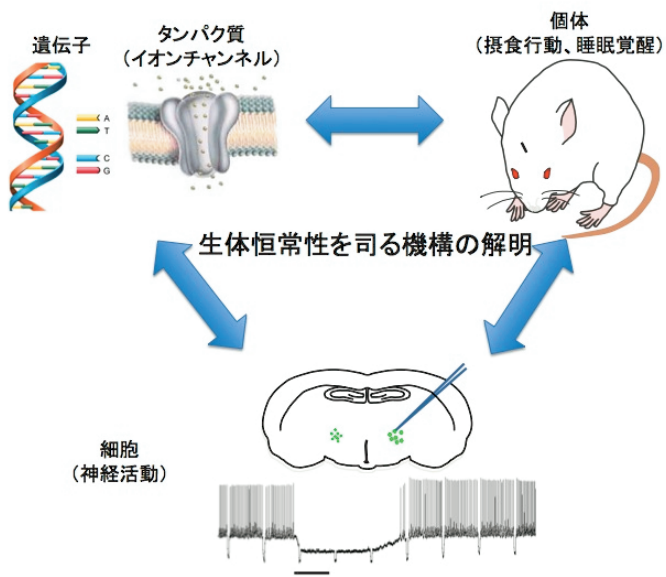 遺伝子
タンパク質
（イオンチャンネル）
個体
（摂食行動、睡眠覚醒）
A
T
C
G
生体恒常性を司る機構の解明
細胞
（神経活動）